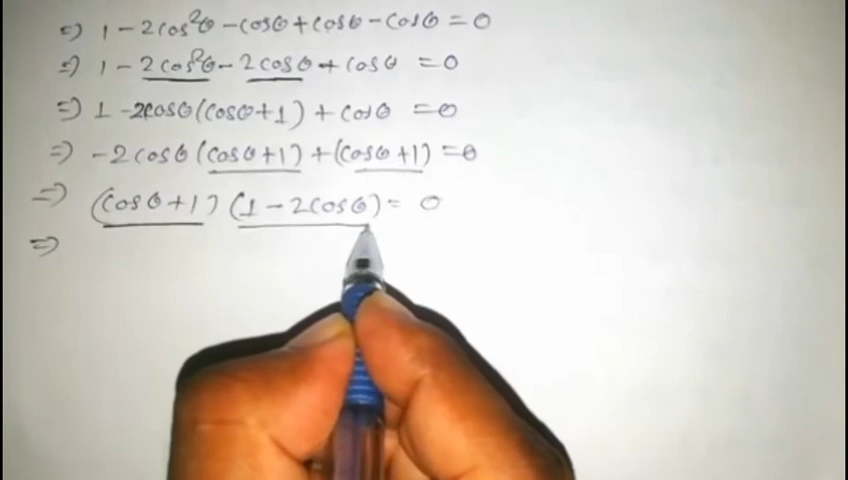 ⇒ 1 - 2cos²θ - cosθ + cosθ - cosθ = 0
⇒ 1 - 2cos²θ - 2cosθ + cosθ = 0
⇒ 1 - 2cosθ(cosθ+1) + cosθ = 0
⇒ -2cosθ(cosθ+1) + (cosθ+1) = 0
⇒ (cosθ+1) (1 - 2cosθ) = 0
⇒